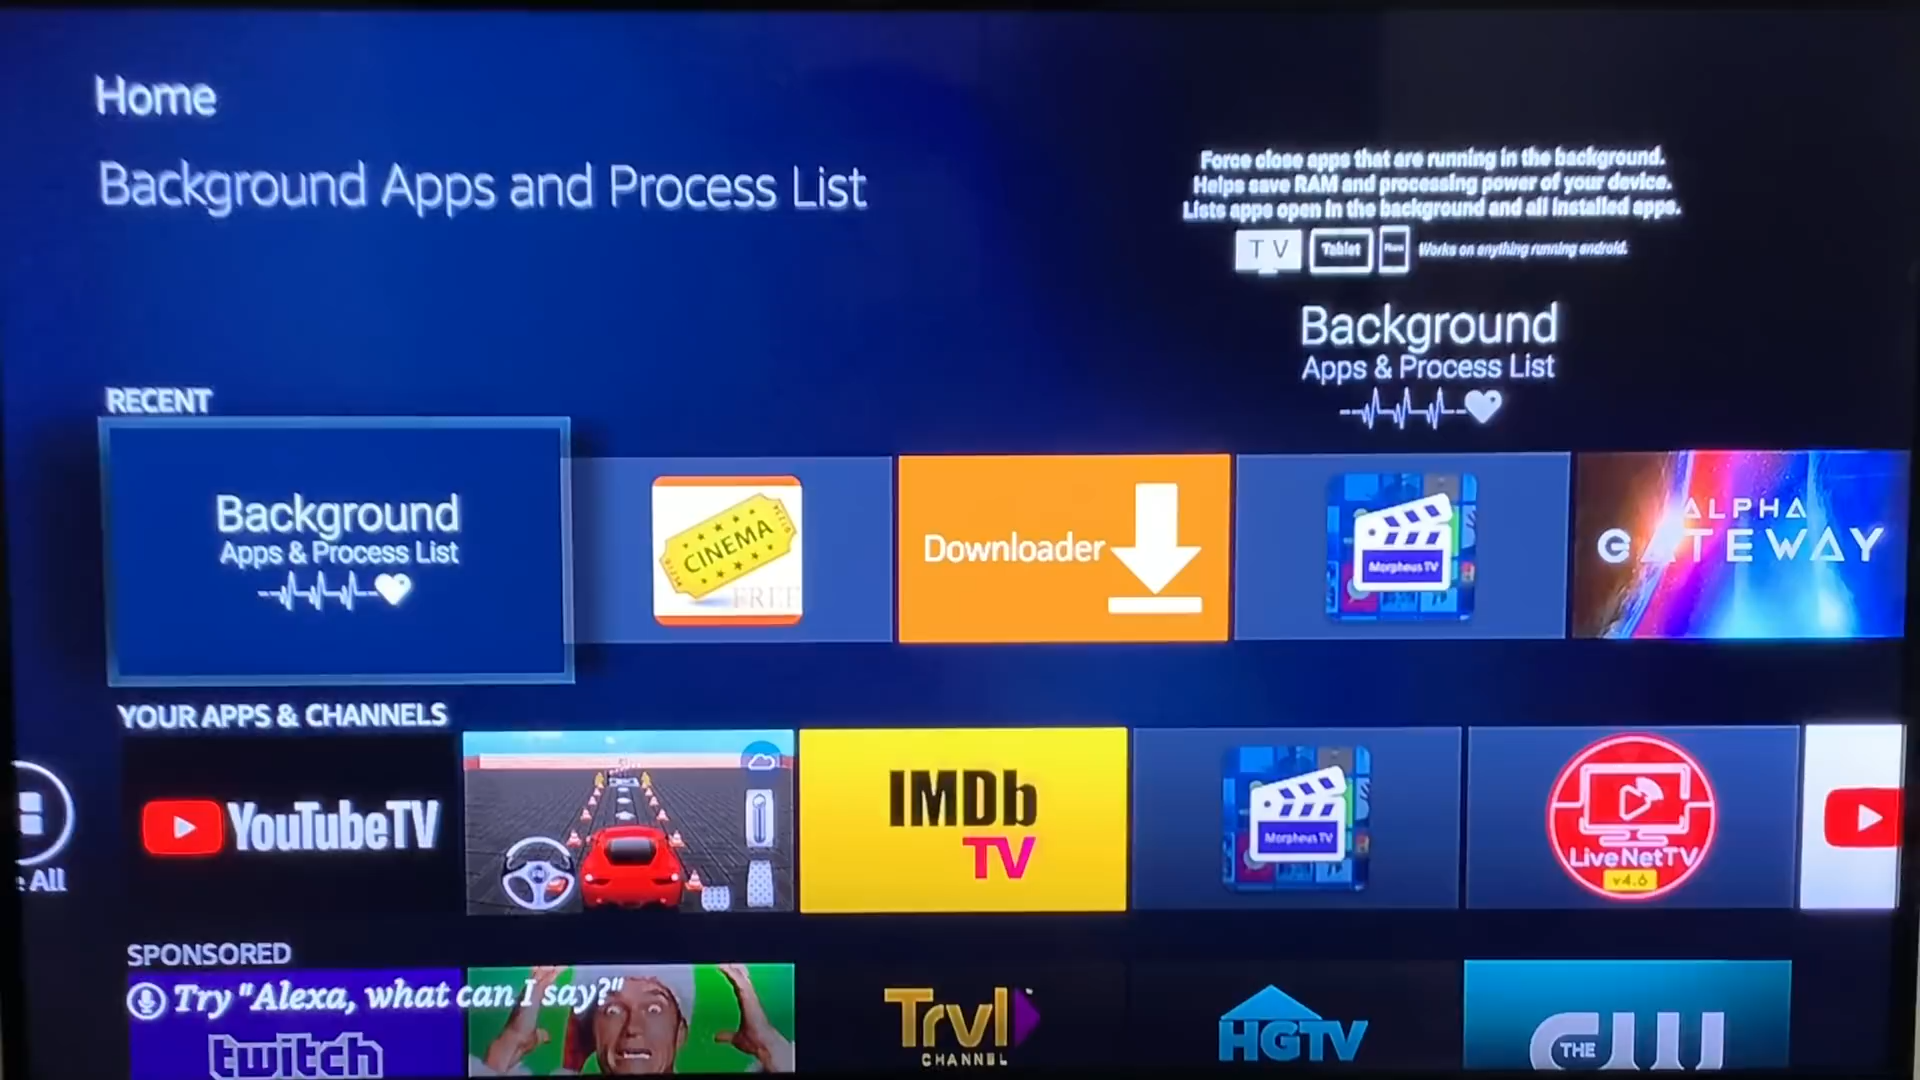 Home
Background Apps and Process List
Force close apps that are running in the background.
Helps save RAM and processing power of your device.
Lists apps open in the background and all installed apps.
TV Tablet Works on anything running android.
Background
Apps & Process List
RECENT
Background
Apps & Process List
CINEMA
FREE
Downloader
Morpheus TV
ALPHA
GATEWAY
YOUR APPS & CHANNELS
All
YouTubeTV
IMDb
TV
Morpheus TV
LiveNetTV
v4.6
SPONSORED
Try "Alexa, what can I say?"
twitch
Trvl
CHANNEL
HGTV
THE CW